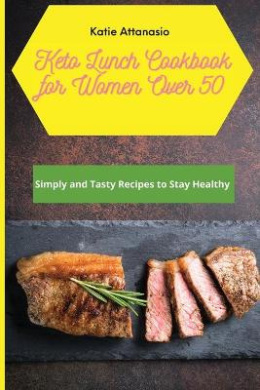 Katie Attanasio
Keto Lunch Cookbook
for Women Over 50
Simply and Tasty Recipes to Stay Healthy